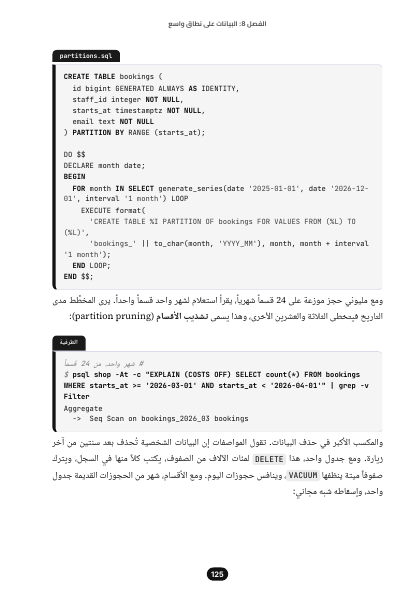 الفصل 8: البيانات على نطاق واسع
partitions.sql
CREATE TABLE bookings (
  id bigint GENERATED ALWAYS AS IDENTITY,
  staff_id integer NOT NULL,
  starts_at timestamptz NOT NULL,
  email text NOT NULL
) PARTITION BY RANGE (starts_at);

DO $$
DECLARE month date;
BEGIN
  FOR month IN SELECT generate_series(date '2025-01-01', date '2026-12-
01', interval '1 month') LOOP
    EXECUTE format(
      'CREATE TABLE %I PARTITION OF bookings FOR VALUES FROM (%L) TO
(%L)',
      'bookings_' || to_char(month, 'YYYY_MM'), month, month + interval
'1 month');
  END LOOP;
END $$;
ومع مليوني حجز موزعة على 24 قسماً شهرياً، يقرأ استعلام لشهر واحد قسماً واحداً. يرى المخطِّط مدى
التاريخ فيتخطى الثلاثة والعشرين الأخرى، وهذا يسمى تشذيب الأقسام (partition pruning):
الطرفية
# شهر واحد، من 24 قسماً
$ psql shop -At -c "EXPLAIN (COSTS OFF) SELECT count(*) FROM bookings
WHERE starts_at >= '2026-03-01' AND starts_at < '2026-04-01'" | grep -v
Filter
Aggregate
  ->  Seq Scan on bookings_2026_03 bookings
والمكسب الأكبر في حذف البيانات. تقول المواصفات إن البيانات الشخصية تُحذف بعد سنتين من آخر
زيارة. ومع جدول واحد، هذا DELETE لمئات الآلاف من الصفوف، يكتب كلاً منها في السجل، ويترك
صفوفاً ميتة ينظفها VACUUM، وينافس حجوزات اليوم. ومع الأقسام، شهر من الحجوزات القديمة جدول
واحد، وإسقاطه شبه مجاني:
125